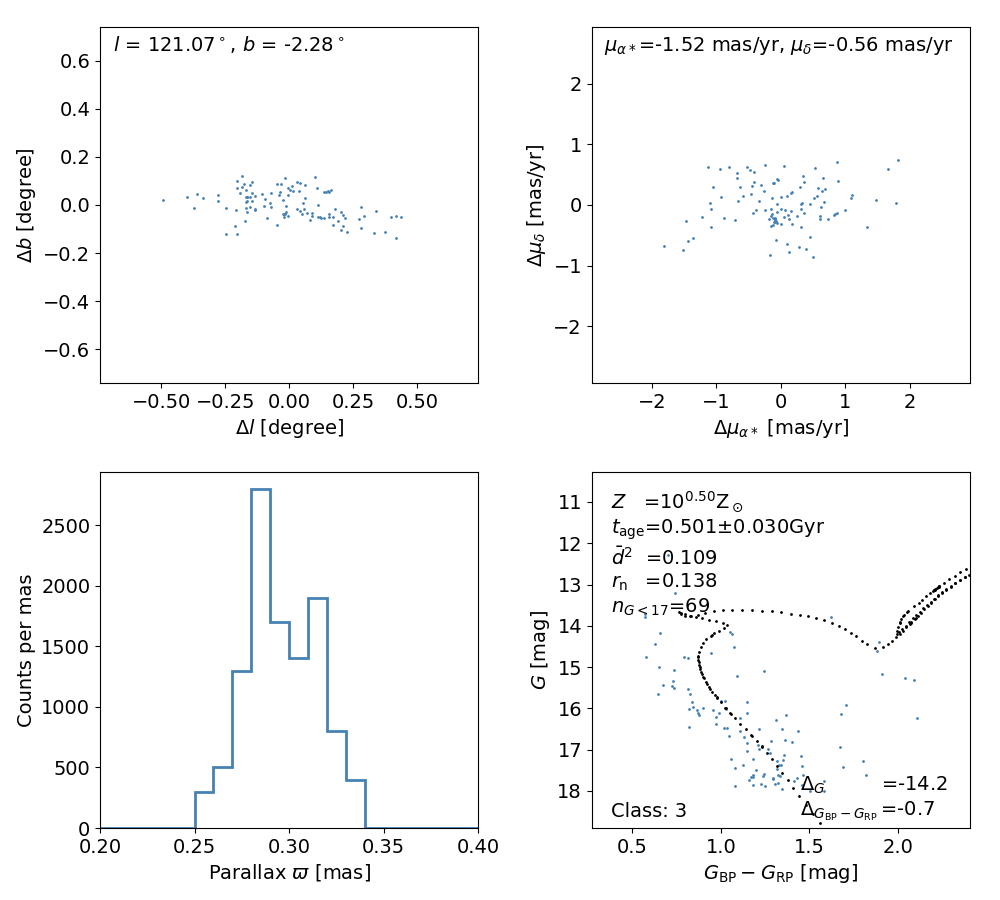 l = 121.07°, b = -2.28°
0.6
0.4
0.2
0.0
−0.2
−0.4
−0.6
Δb [degree]
−0.50 −0.25 0.00 0.25 0.50
Δl [degree]
μα*=-1.52 mas/yr, μδ=-0.56 mas/yr
2
1
0
−1
−2
Δμδ [mas/yr]
−2 −1 0 1 2
Δμα* [mas/yr]
2500
2000
1500
1000
500
0
Counts per mas
0.20 0.25 0.30 0.35 0.40
Parallax ϖ [mas]
Z =10^0.50 Z⊙
t_age=0.501±0.030Gyr
d̄² =0.109
r_n =0.138
n_G<17=69
11
12
13
14
15
16
17
18
G [mag]
Δ_G =-14.2
Class: 3 Δ_GBP−GRP=-0.7
0.5 1.0 1.5 2.0
G_BP − G_RP [mag]